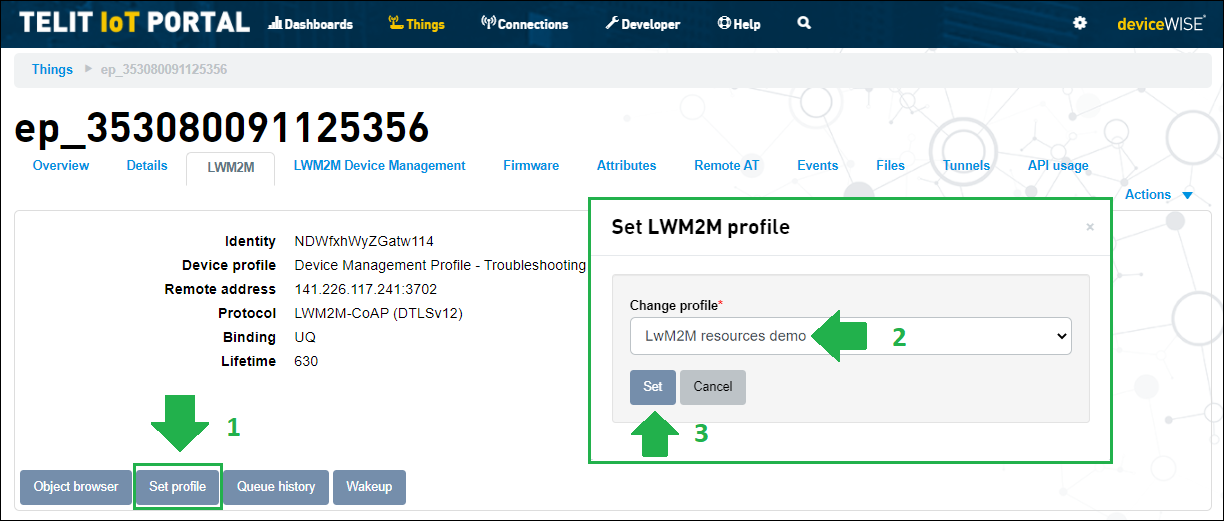 TELIT IoT PORTAL Dashboards Things Connections Developer Help deviceWISE®
Things ep_353080091125356
ep_353080091125356
Overview Details LWM2M LWM2M Device Management Firmware Attributes Remote AT Events Files Tunnels API usage
Actions
Identity NDWfxhWyZGatw114
Device profile Device Management Profile - Troubleshooting
Remote address 141.226.117.241:3702
Protocol LWM2M-CoAP (DTLSv12)
Binding UQ
Lifetime 630
1
Object browser Set profile Queue history Wakeup
Set LWM2M profile ×
Change profile*
LwM2M resources demo 2
Set Cancel
3